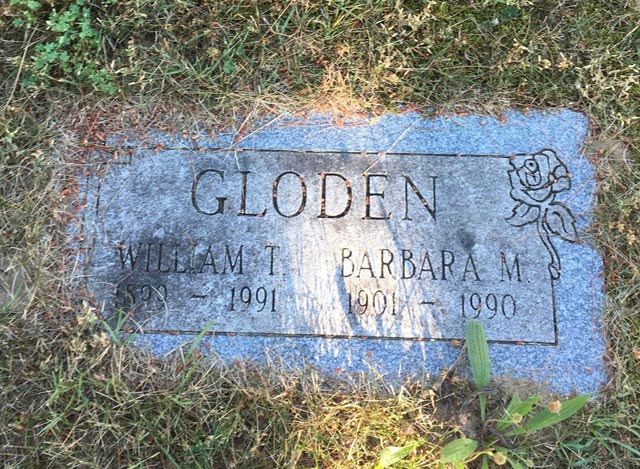 GLODEN
WILLIAM T. BARBARA M.
– 1991 1901 – 1990